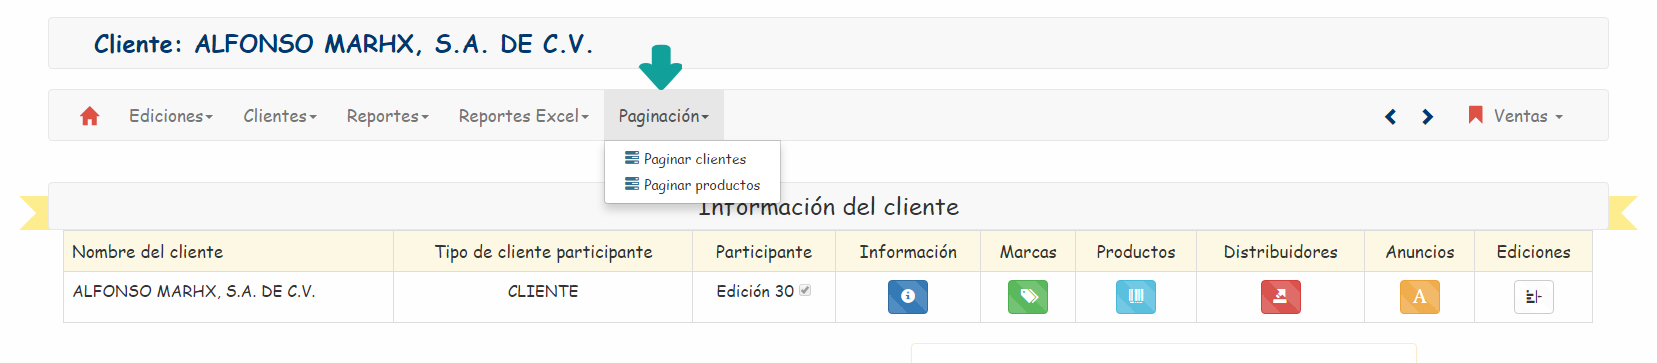 Cliente: ALFONSO MARHX, S.A. DE C.V.
Ediciones Clientes Reportes Reportes Excel Paginación Ventas
Paginar clientes
Paginar productos
Información del cliente
Nombre del cliente Tipo de cliente participante Participante Información Marcas Productos Distribuidores Anuncios Ediciones
ALFONSO MARHX, S.A. DE C.V. CLIENTE Edición 30 A